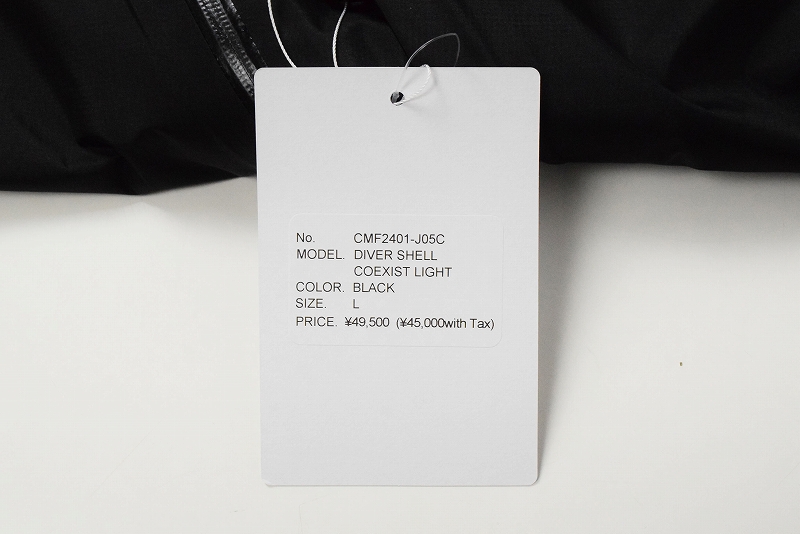 No. CMF2401-J05C
MODEL. DIVER SHELL
COEXIST LIGHT
COLOR. BLACK
SIZE. L
PRICE. ¥49,500 (¥45,000with Tax)